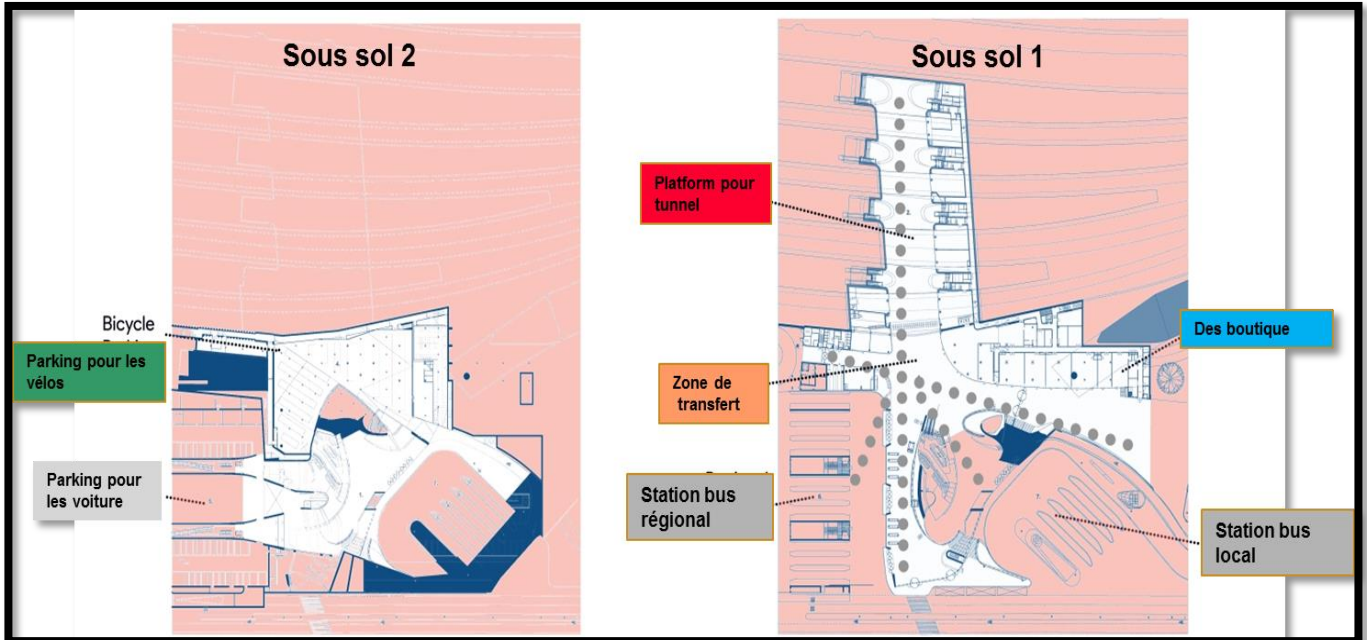 Sous sol 2
Sous sol 1
Platform pour
tunnel
Bicycle
Parking pour les
vélos
Des boutique
Zone de
transfert
Parking pour
les voiture
Station bus
régional
Station bus
local